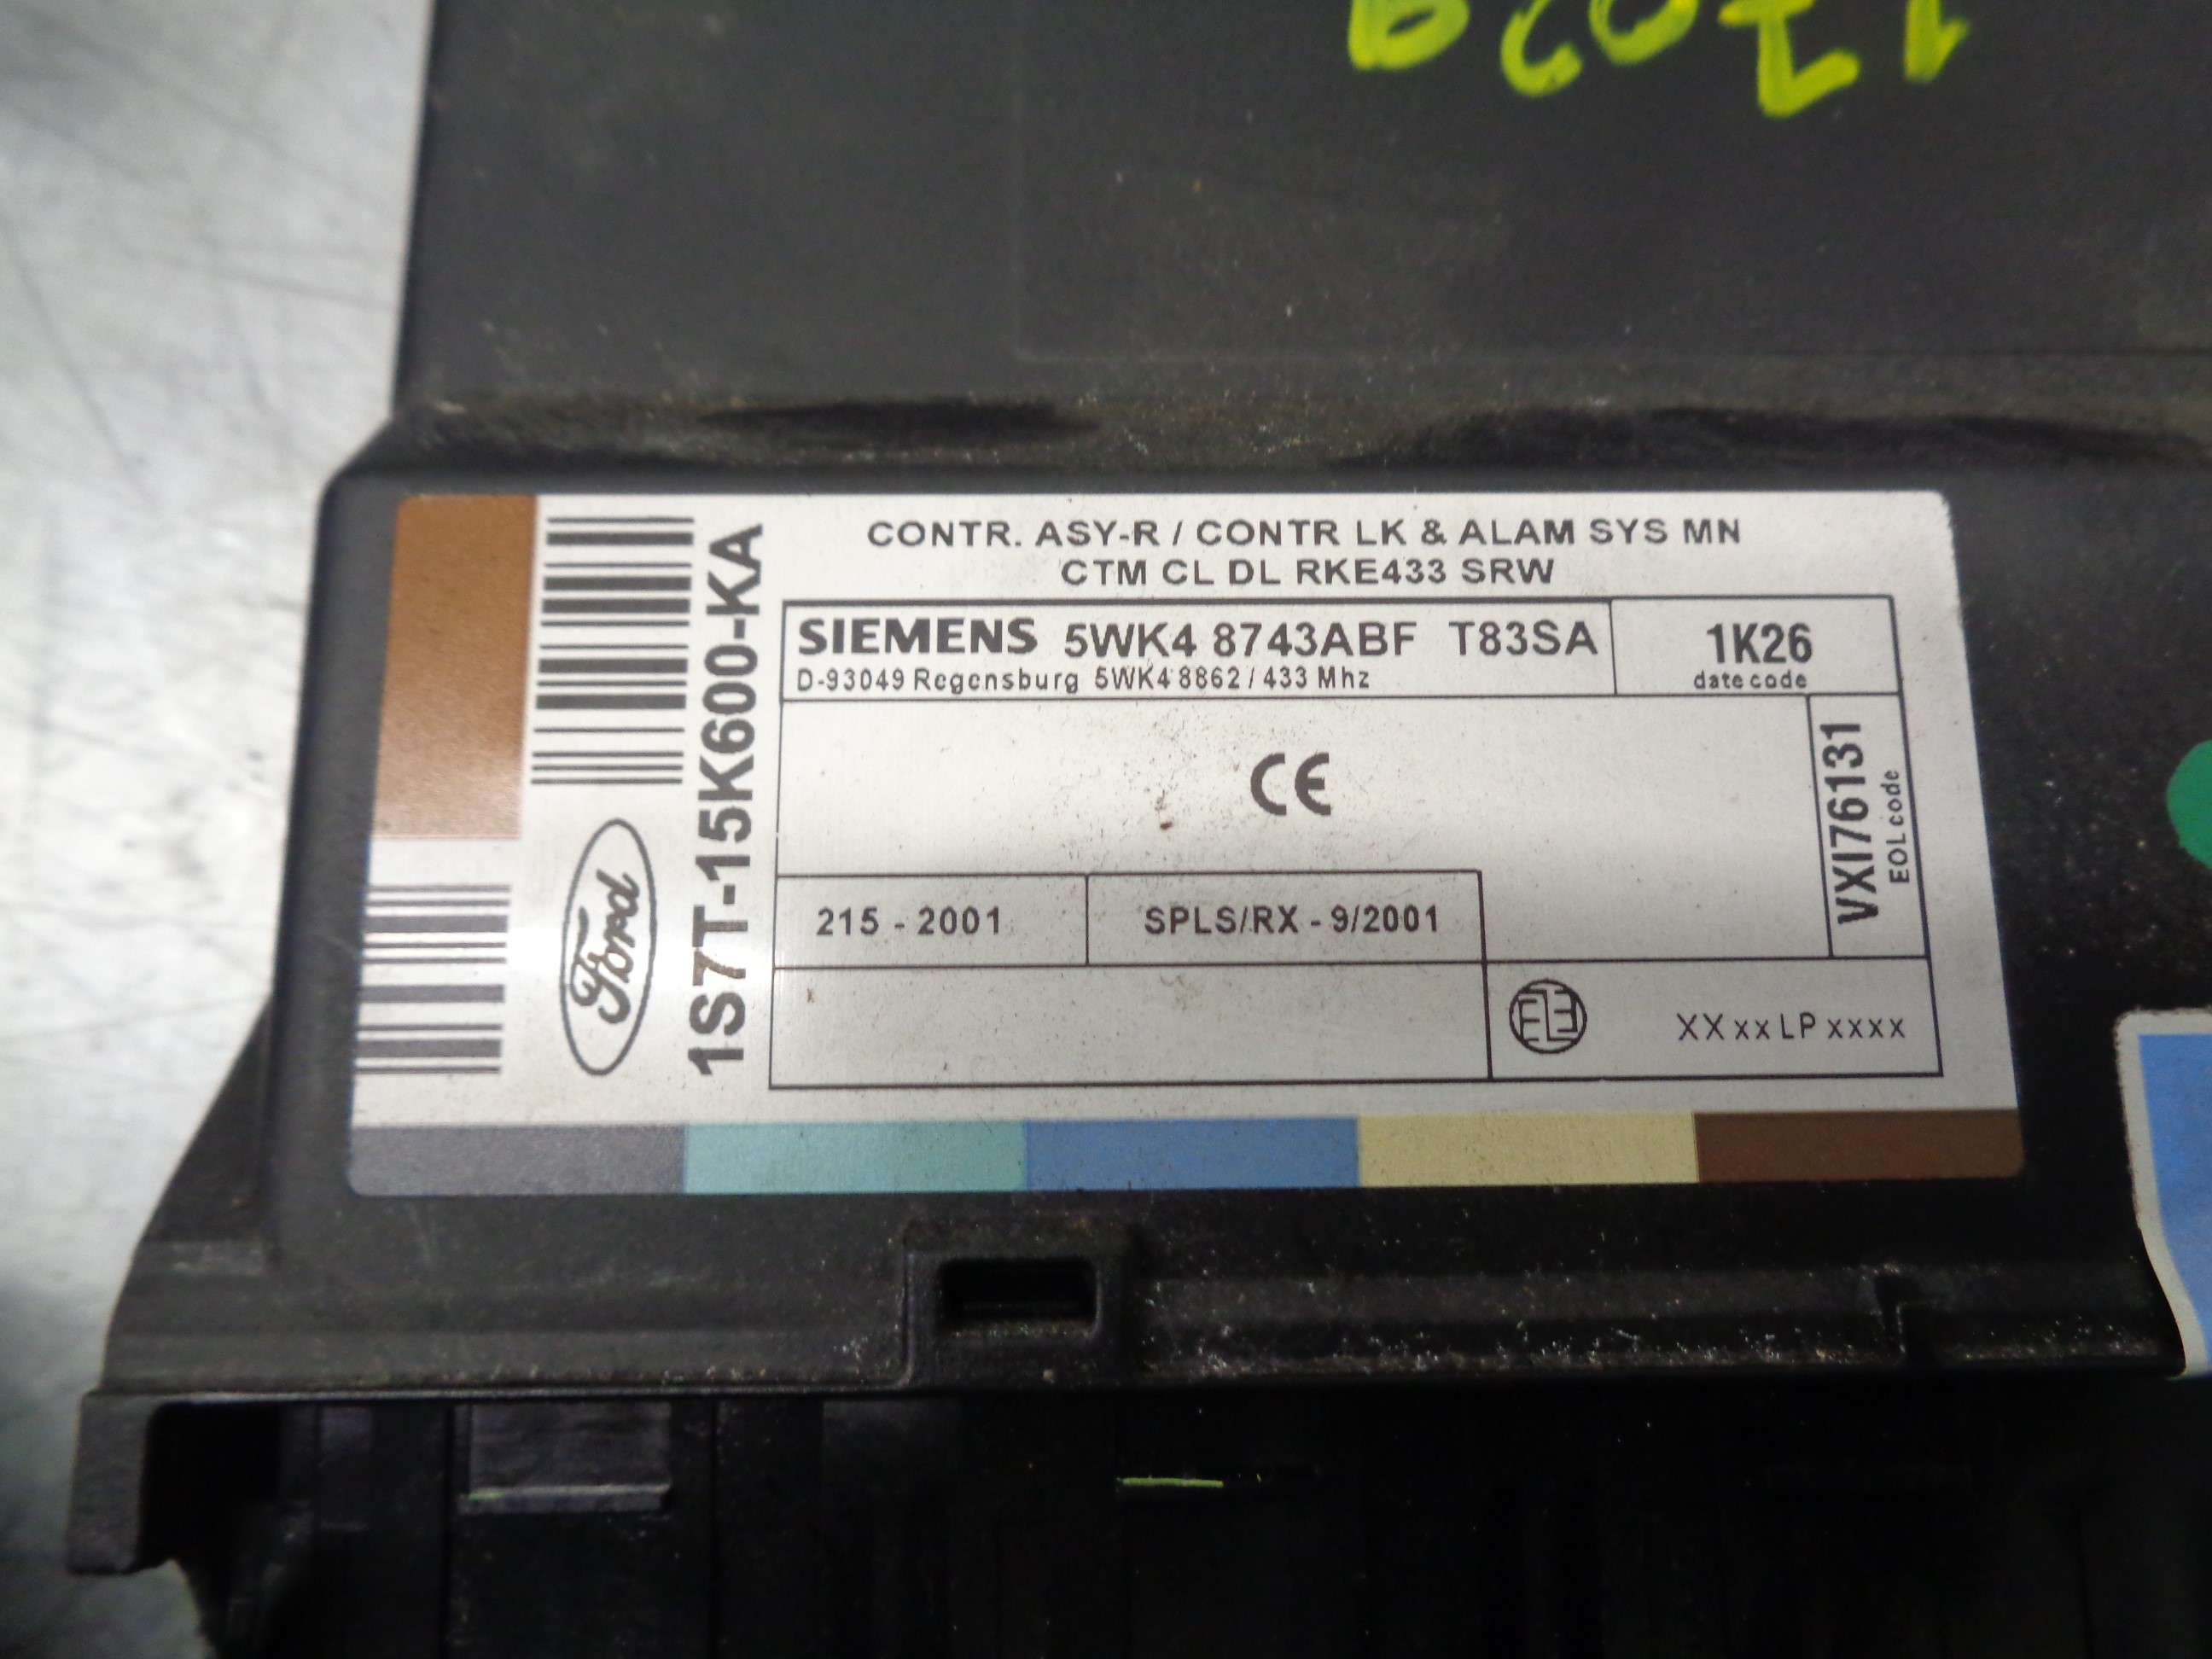 CONTR. ASY-R / CONTR LK & ALAM SYS MN
CTM CL DL RKE433 SRW
SIEMENS 5WK4 8743ABF T83SA
D-93049 Regensburg 5WK4 8862 / 433 Mhz
1K26
date code
VXI76131
EOL code
CE
215 - 2001
SPLS/RX - 9/2001
XX xx LP xxxx
1S7T-15K600-KA
Ford